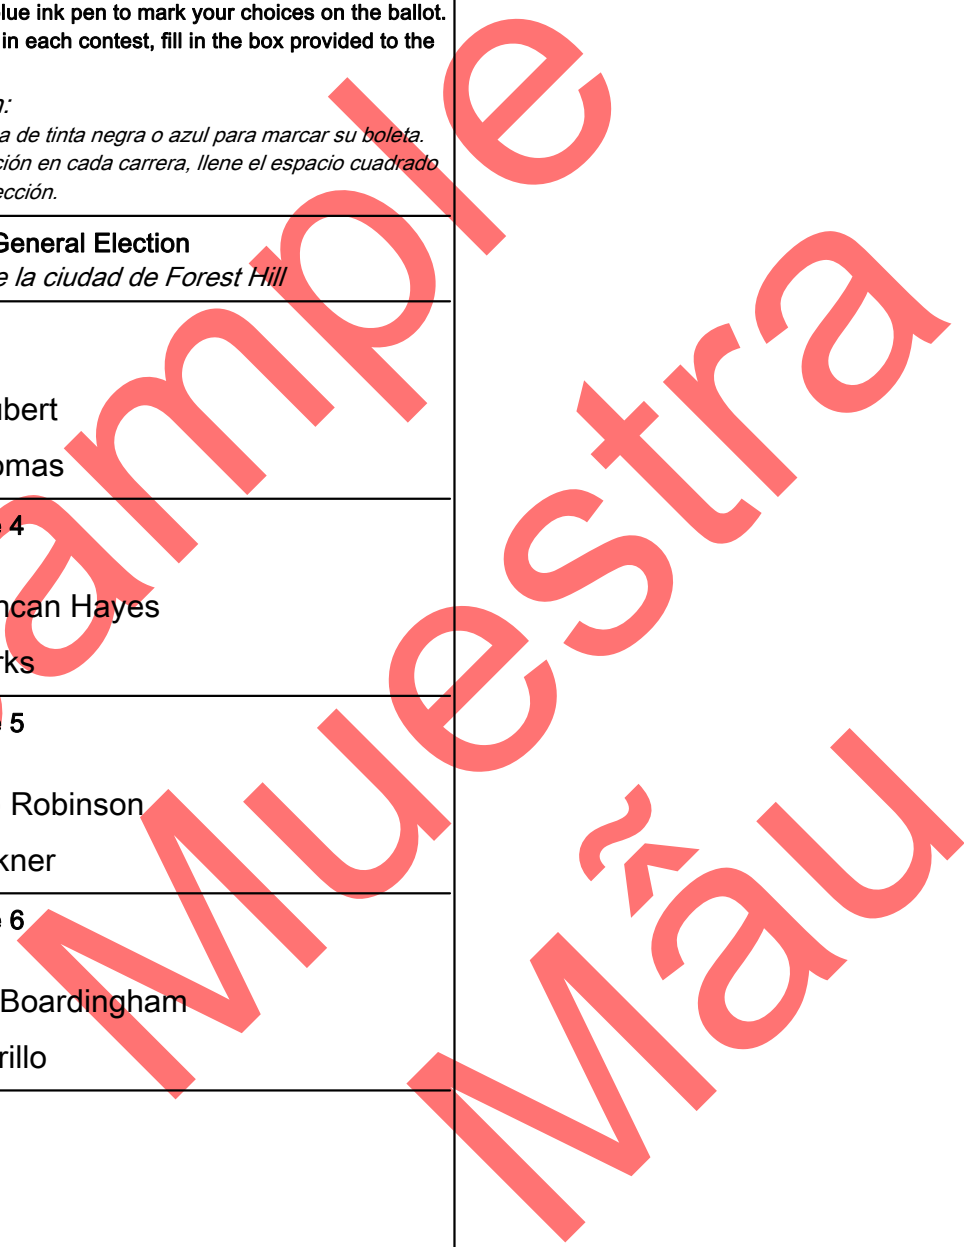 blue ink pen to mark your choices on the ballot.
in each contest, fill in the box provided to the
a de tinta negra o azul para marcar su boleta.
ción en cada carrera, llene el espacio cuadrado
ección.
General Election
e la ciudad de Forest Hill
bert
omas
e 4
ncan Hayes
rks
e 5
Robinson
kner
e 6
Boardingham
rillo
Sample
Muestra
Mẫu